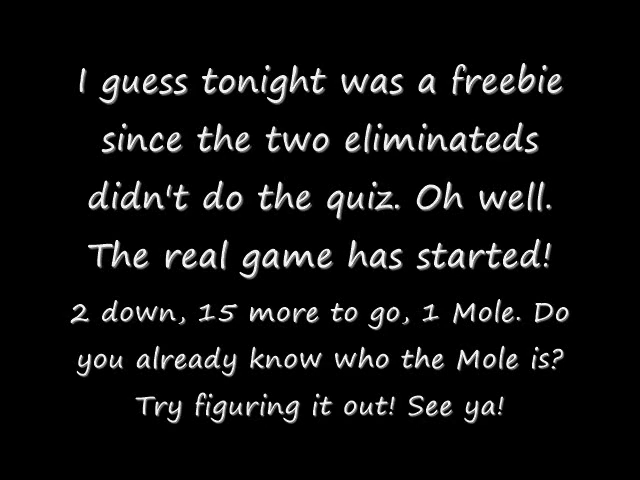 I guess tonight was a freebie
since the two eliminateds
didn't do the quiz. Oh well.
The real game has started!
2 down, 15 more to go, 1 Mole. Do
you already know who the Mole is?
Try figuring it out! See ya!